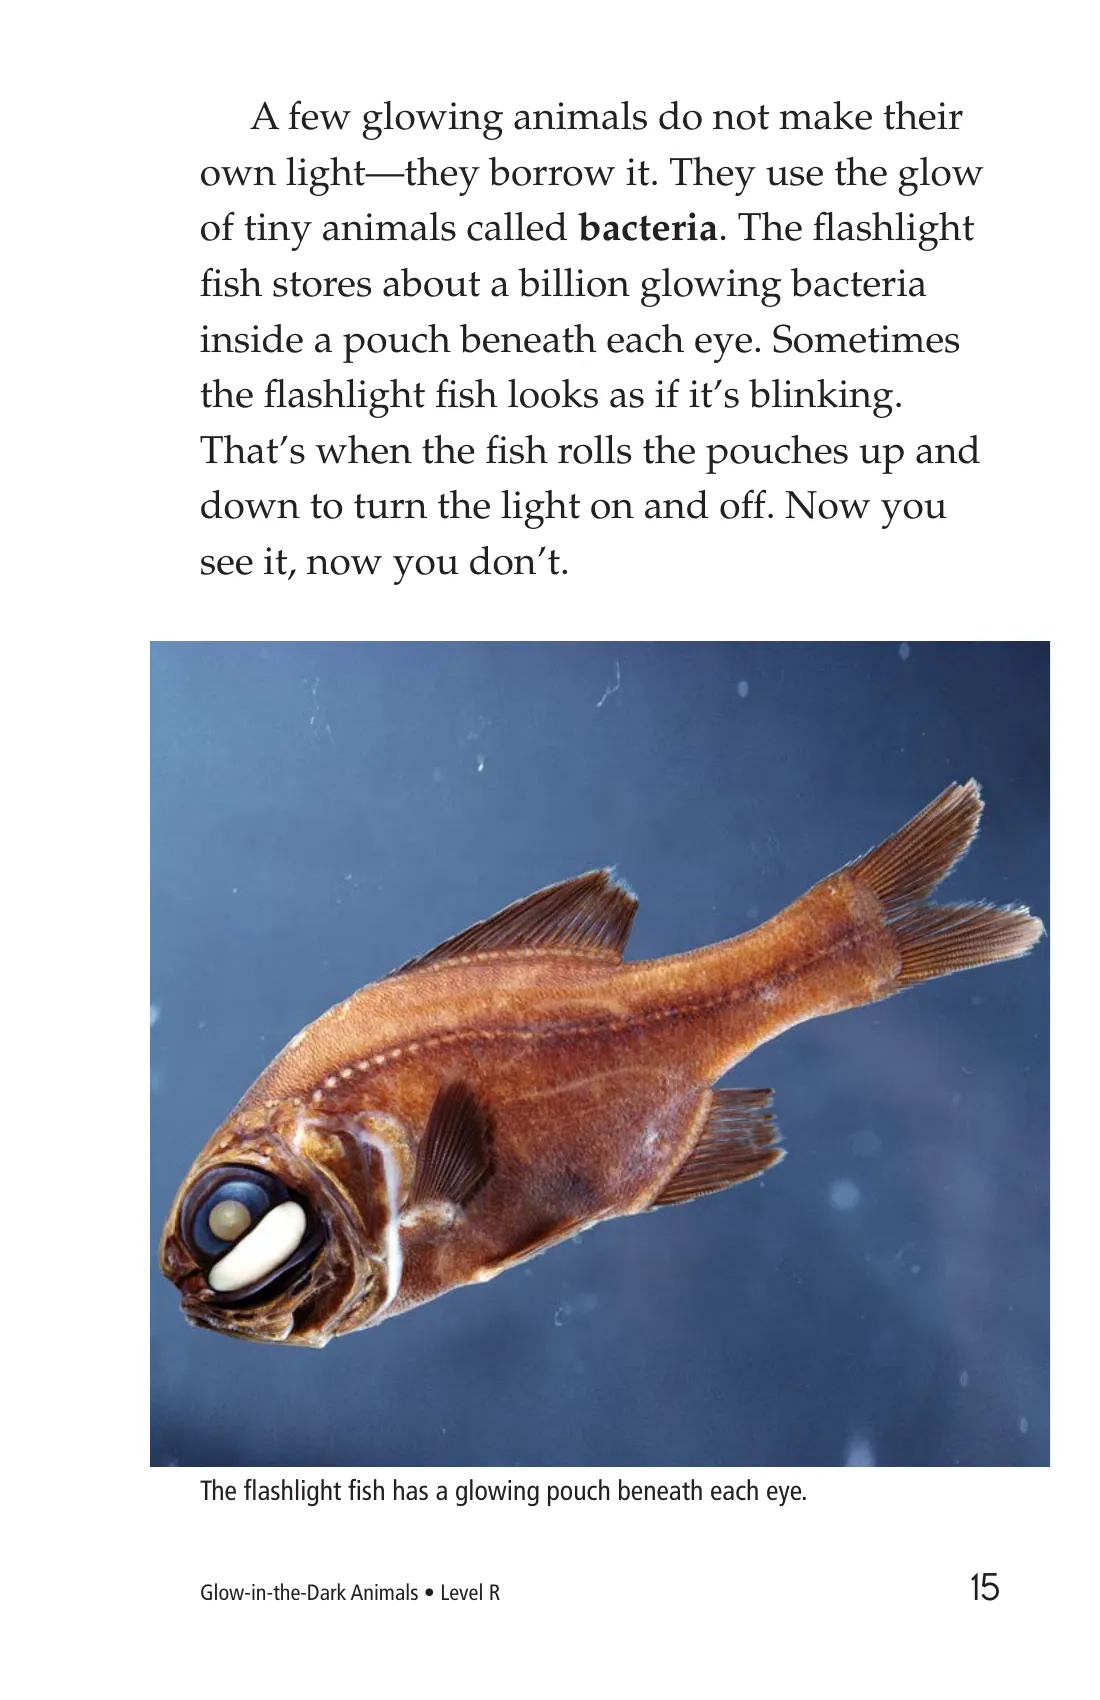 A few glowing animals do not make their
own light—they borrow it. They use the glow
of tiny animals called bacteria. The flashlight
fish stores about a billion glowing bacteria
inside a pouch beneath each eye. Sometimes
the flashlight fish looks as if it’s blinking.
That’s when the fish rolls the pouches up and
down to turn the light on and off. Now you
see it, now you don’t.
The flashlight fish has a glowing pouch beneath each eye.
Glow-in-the-Dark Animals • Level R
15